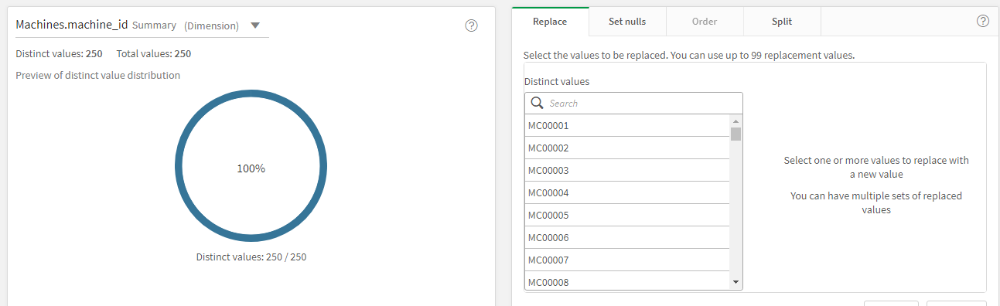 Machines.machine_id Summary (Dimension)
Distinct values: 250 Total values: 250
Preview of distinct value distribution
100%
Distinct values: 250 / 250
Replace Set nulls Order Split
Select the values to be replaced. You can use up to 99 replacement values.
Distinct values
Search
MC00001
MC00002
MC00003
MC00004
MC00005
MC00006
MC00007
MC00008
Select one or more values to replace with
a new value
You can have multiple sets of replaced
values